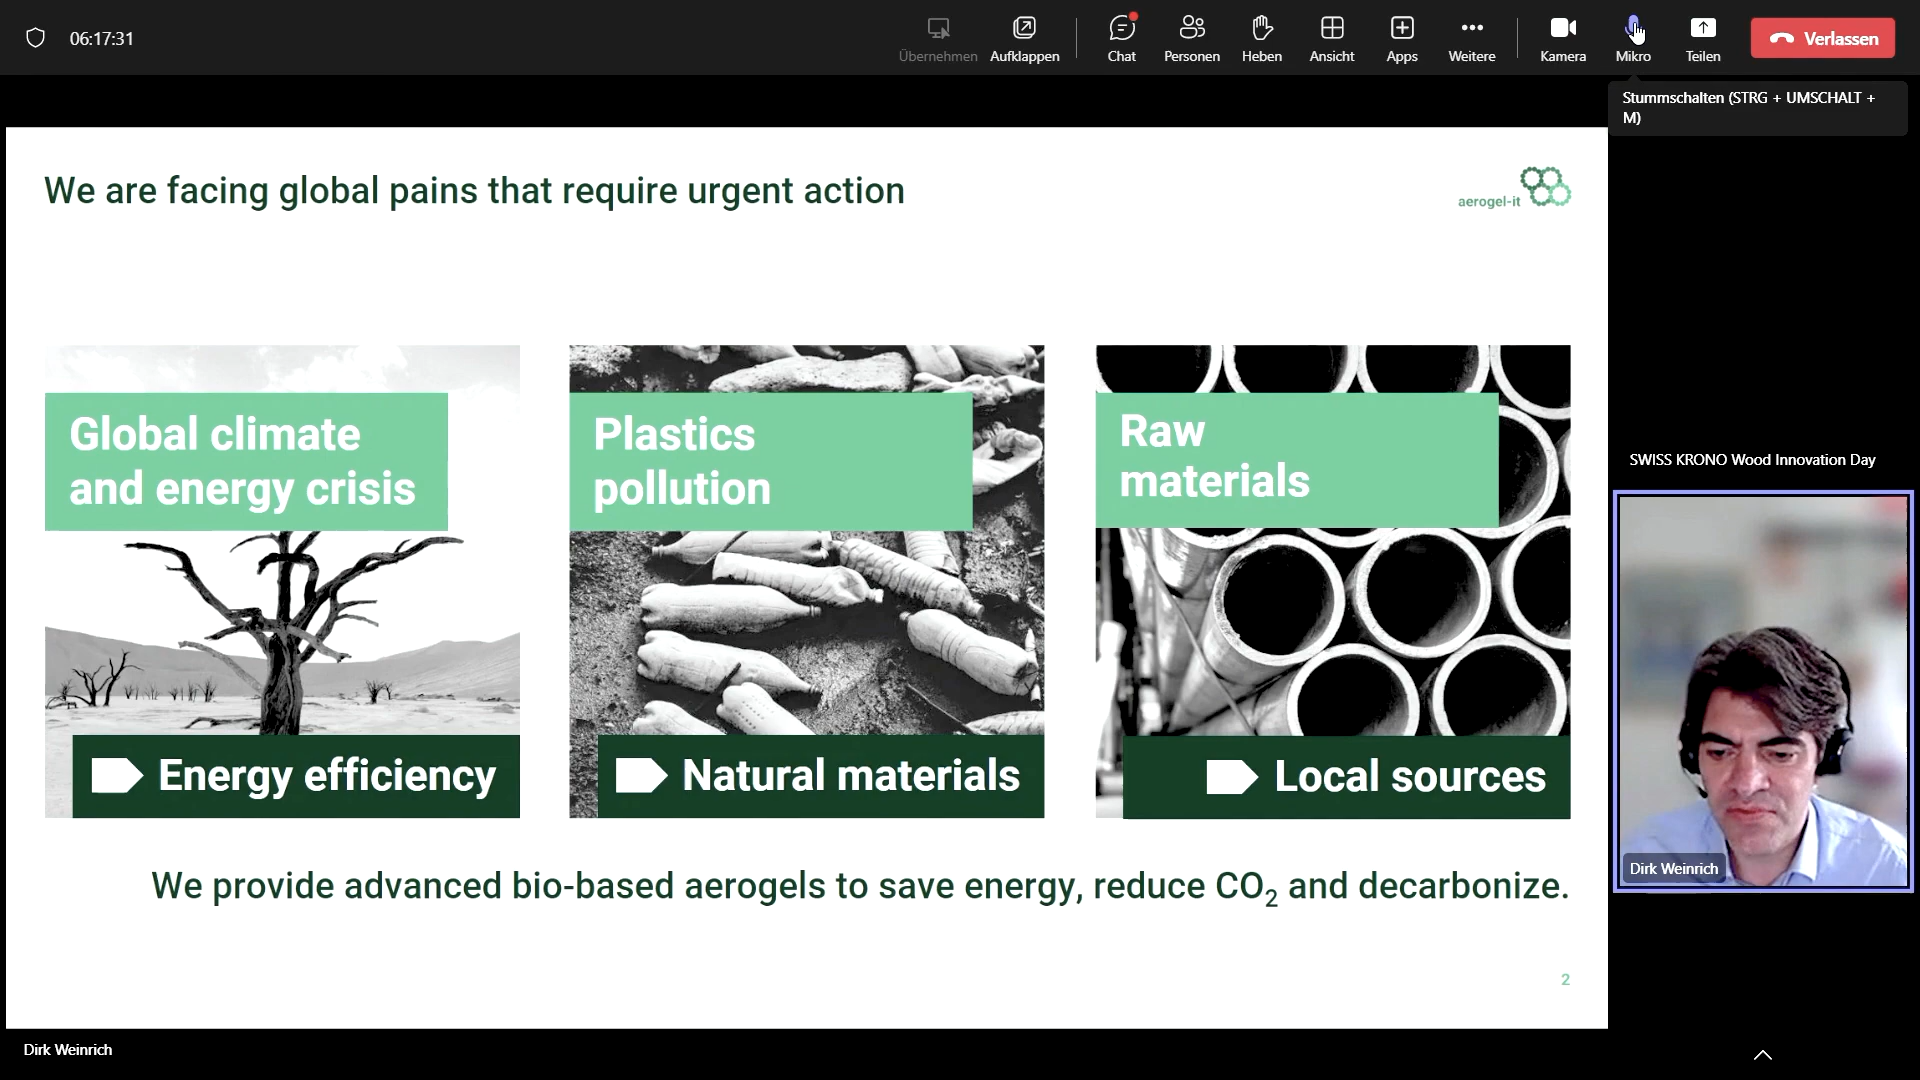 06:17:31
Übernehmen
Aufklappen
Chat
Personen
Heben
Ansicht
Apps
Weitere
Kamera
Mikro
Teilen
Verlassen
Stummschalten (STRG + UMSCHALT +
M)
We are facing global pains that require urgent action
aerogel-it
Global climate
and energy crisis
Energy efficiency
Plastics
pollution
Natural materials
Raw
materials
Local sources
We provide advanced bio-based aerogels to save energy, reduce CO₂ and decarbonize.
2
SWISS KRONO Wood Innovation Day
Dirk Weinrich
Dirk Weinrich